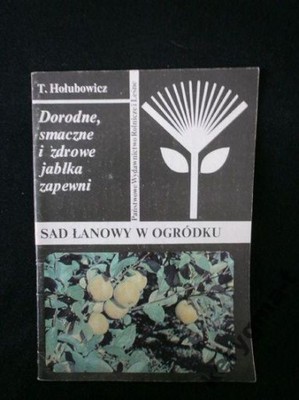 T. Hołubowicz
Dorodne,
smaczne
i zdrowe
jabłka
zapewni
Państwowe Wydawnictwo Rolnicze i Leśne
SAD ŁANOWY W OGRÓDKU